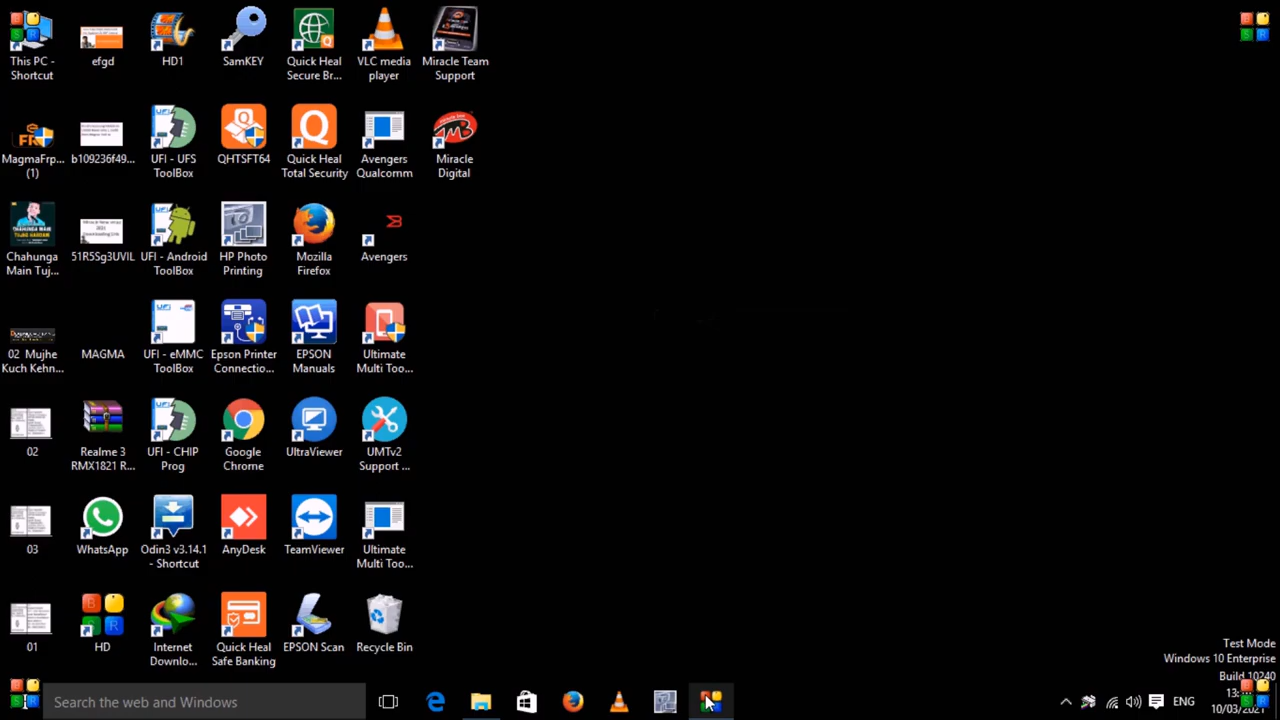 This PC - Shortcut
efgd
HD1
SamKEY
Quick Heal Secure Br...
VLC media player
Miracle Team Support
MagmaFrp... (1)
b109236f49...
UFI - UFS ToolBox
QHTSFT64
Quick Heal Total Security
Avengers Qualcomm
Miracle Digital
Chahunga Main Tuj...
51R5Sg3UVIL
UFI - Android ToolBox
HP Photo Printing
Mozilla Firefox
Avengers
02 Mujhe Kuch Kehn...
MAGMA
UFI - eMMC ToolBox
Epson Printer Connectio...
EPSON Manuals
Ultimate Multi Too...
02
Realme 3 RMX1821 R...
UFI - CHIP Prog
Google Chrome
UltraViewer
UMTv2 Support ...
03
WhatsApp
Odin3 v3.14.1 - Shortcut
AnyDesk
TeamViewer
Ultimate Multi Too...
01
HD
Internet Downlo...
Quick Heal Safe Banking
EPSON Scan
Recycle Bin
Test Mode
Windows 10 Enterprise
Build 10240
Search the web and Windows
ENG
10/03/2021